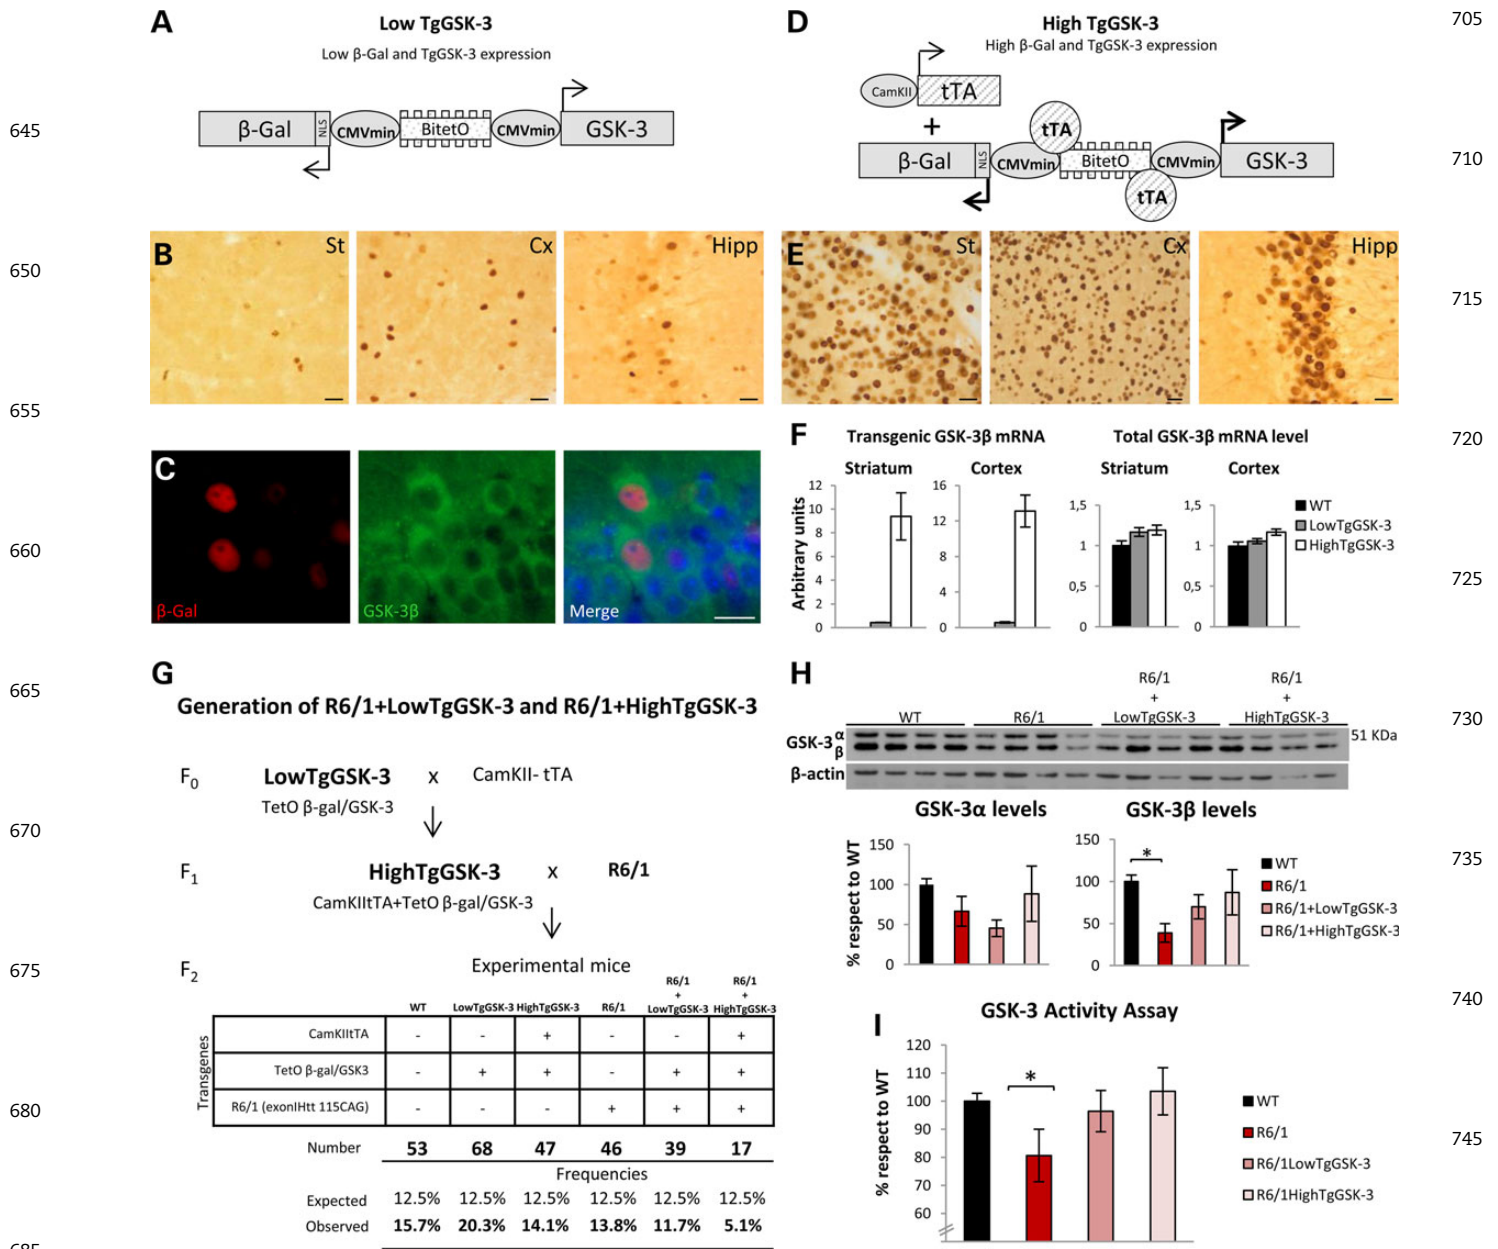 A
Low TgGSK-3
Low β-Gal and TgGSK-3 expression
β-Gal NLS CMVmin BitetO CMVmin GSK-3
D
High TgGSK-3
High β-Gal and TgGSK-3 expression
CamKII tTA
+
tTA
β-Gal NLS CMVmin BitetO CMVmin GSK-3
tTA
B St Cx Hipp
E St Cx Hipp
C
β-Gal GSK-3β Merge
F
Transgenic GSK-3β mRNA Total GSK-3β mRNA level
Striatum Cortex Striatum Cortex
Arbitrary units
12
10
8
6
4
2
0
16
12
8
4
0
1,5
1
0,5
0
1,5
1
0,5
0
WT
LowTgGSK-3
HighTgGSK-3
G
Generation of R6/1+LowTgGSK-3 and R6/1+HighTgGSK-3
F0 LowTgGSK-3 x CamKII- tTA
TetO β-gal/GSK-3
F1 HighTgGSK-3 x R6/1
CamKIItTA+TetO β-gal/GSK-3
F2 Experimental mice
WT LowTgGSK-3 HighTgGSK-3 R6/1 R6/1 + LowTgGSK-3 R6/1 + HighTgGSK-3
Transgenes
CamKIItTA - - + - - +
TetO β-gal/GSK3 - + + - + +
R6/1 (exonIHtt 115CAG) - - - + + +
Number 53 68 47 46 39 17
Frequencies
Expected 12.5% 12.5% 12.5% 12.5% 12.5% 12.5%
Observed 15.7% 20.3% 14.1% 13.8% 11.7% 5.1%
H
WT R6/1 R6/1 + LowTgGSK-3 R6/1 + HighTgGSK-3
GSK-3 α β 51 KDa
β-actin
GSK-3α levels GSK-3β levels
% respect to WT
150
100
50
0
150
100
50
0
*
WT
R6/1
R6/1+LowTgGSK-3
R6/1+HighTgGSK-3
I
GSK-3 Activity Assay
% respect to WT
120
110
100
90
80
70
60
*
WT
R6/1
R6/1LowTgGSK-3
R6/1HighTgGSK-3
645
650
655
660
665
670
675
680
685
705
710
715
720
725
730
735
740
745